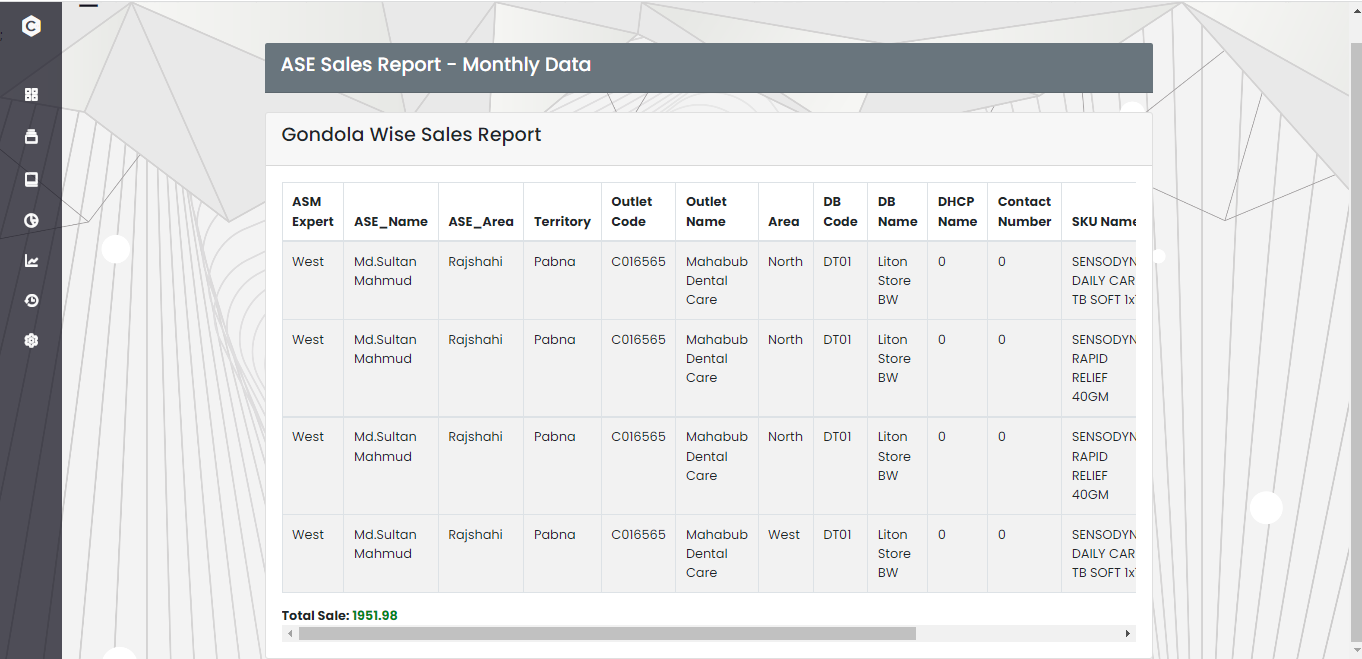 C
ASE Sales Report - Monthly Data
Gondola Wise Sales Report
ASM Expert ASE_Name ASE_Area Territory Outlet Code Outlet Name Area DB Code DB Name DHCP Name Contact Number SKU Name
West Md.Sultan Mahmud Rajshahi Pabna C016565 Mahabub Dental Care North DT01 Liton Store BW 0 0 SENSODYN DAILY CAR TB SOFT 1x
West Md.Sultan Mahmud Rajshahi Pabna C016565 Mahabub Dental Care North DT01 Liton Store BW 0 0 SENSODYN RAPID RELIEF 40GM
West Md.Sultan Mahmud Rajshahi Pabna C016565 Mahabub Dental Care North DT01 Liton Store BW 0 0 SENSODYN RAPID RELIEF 40GM
West Md.Sultan Mahmud Rajshahi Pabna C016565 Mahabub Dental Care West DT01 Liton Store BW 0 0 SENSODYN DAILY CAR TB SOFT 1x
Total Sale: 1951.98